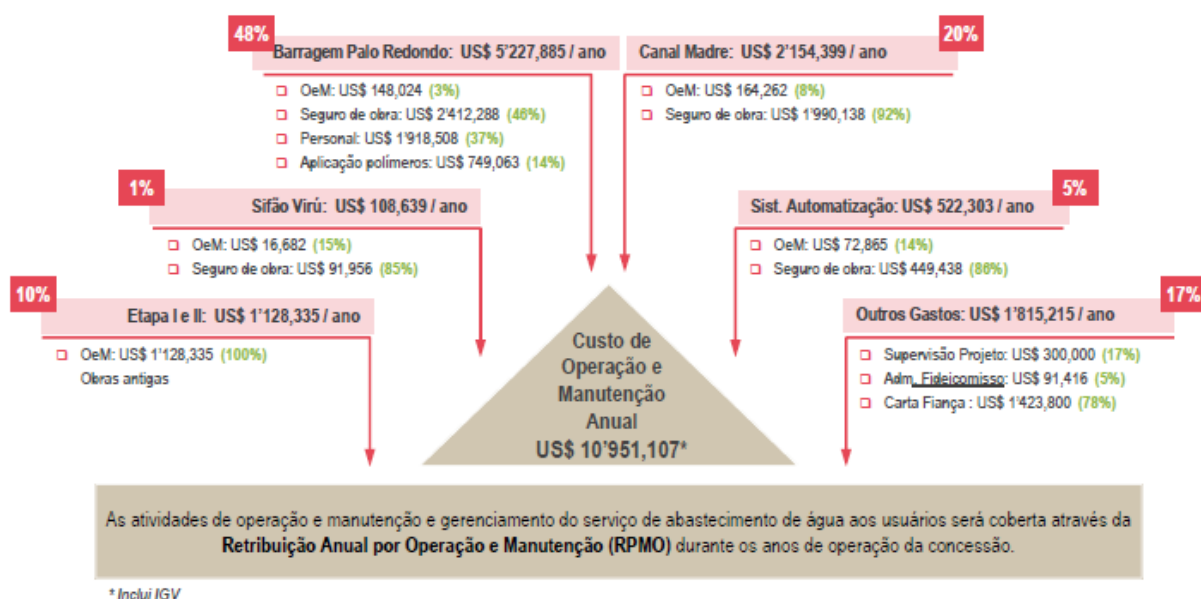 48%
Barragem Palo Redondo: US$ 5'227,885 / ano
OeM: US$ 148,024 (3%)
Seguro de obra: US$ 2'412,288 (46%)
Personal: US$ 1'918,508 (37%)
Aplicação polímeros: US$ 749,063 (14%)
20%
Canal Madre: US$ 2'154,399 / ano
OeM: US$ 164,262 (8%)
Seguro de obra: US$ 1'990,138 (92%)
1%
Sifão Virú: US$ 108,639 / ano
OeM: US$ 16,682 (15%)
Seguro de obra: US$ 91,956 (85%)
5%
Sist. Automatização: US$ 522,303 / ano
OeM: US$ 72,865 (14%)
Seguro de obra: US$ 449,438 (86%)
10%
Etapa I e II: US$ 1'128,335 / ano
OeM: US$ 1'128,335 (100%)
Obras antigas
17%
Outros Gastos: US$ 1'815,215 / ano
Supervisão Projeto: US$ 300,000 (17%)
Adm. Fideicomisso: US$ 91,416 (5%)
Carta Fiança : US$ 1'423,800 (78%)
Custo de
Operação e
Manutenção
Anual
US$ 10'951,107*
As atividades de operação e manutenção e gerenciamento do serviço de abastecimento de água aos usuários será coberta através da
Retribuição Anual por Operação e Manutenção (RPMO) durante os anos de operação da concessão.
* Inclui IGV